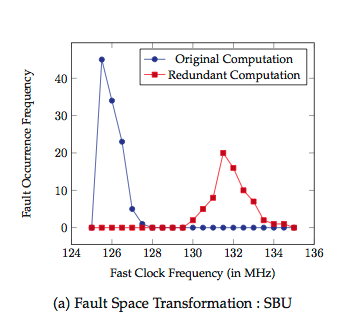 Original Computation
Redundant Computation
Fault Occurrence Frequency
40
30
20
10
0
124 126 128 130 132 134 136
Fast Clock Frequency (in MHz)
(a) Fault Space Transformation : SBU